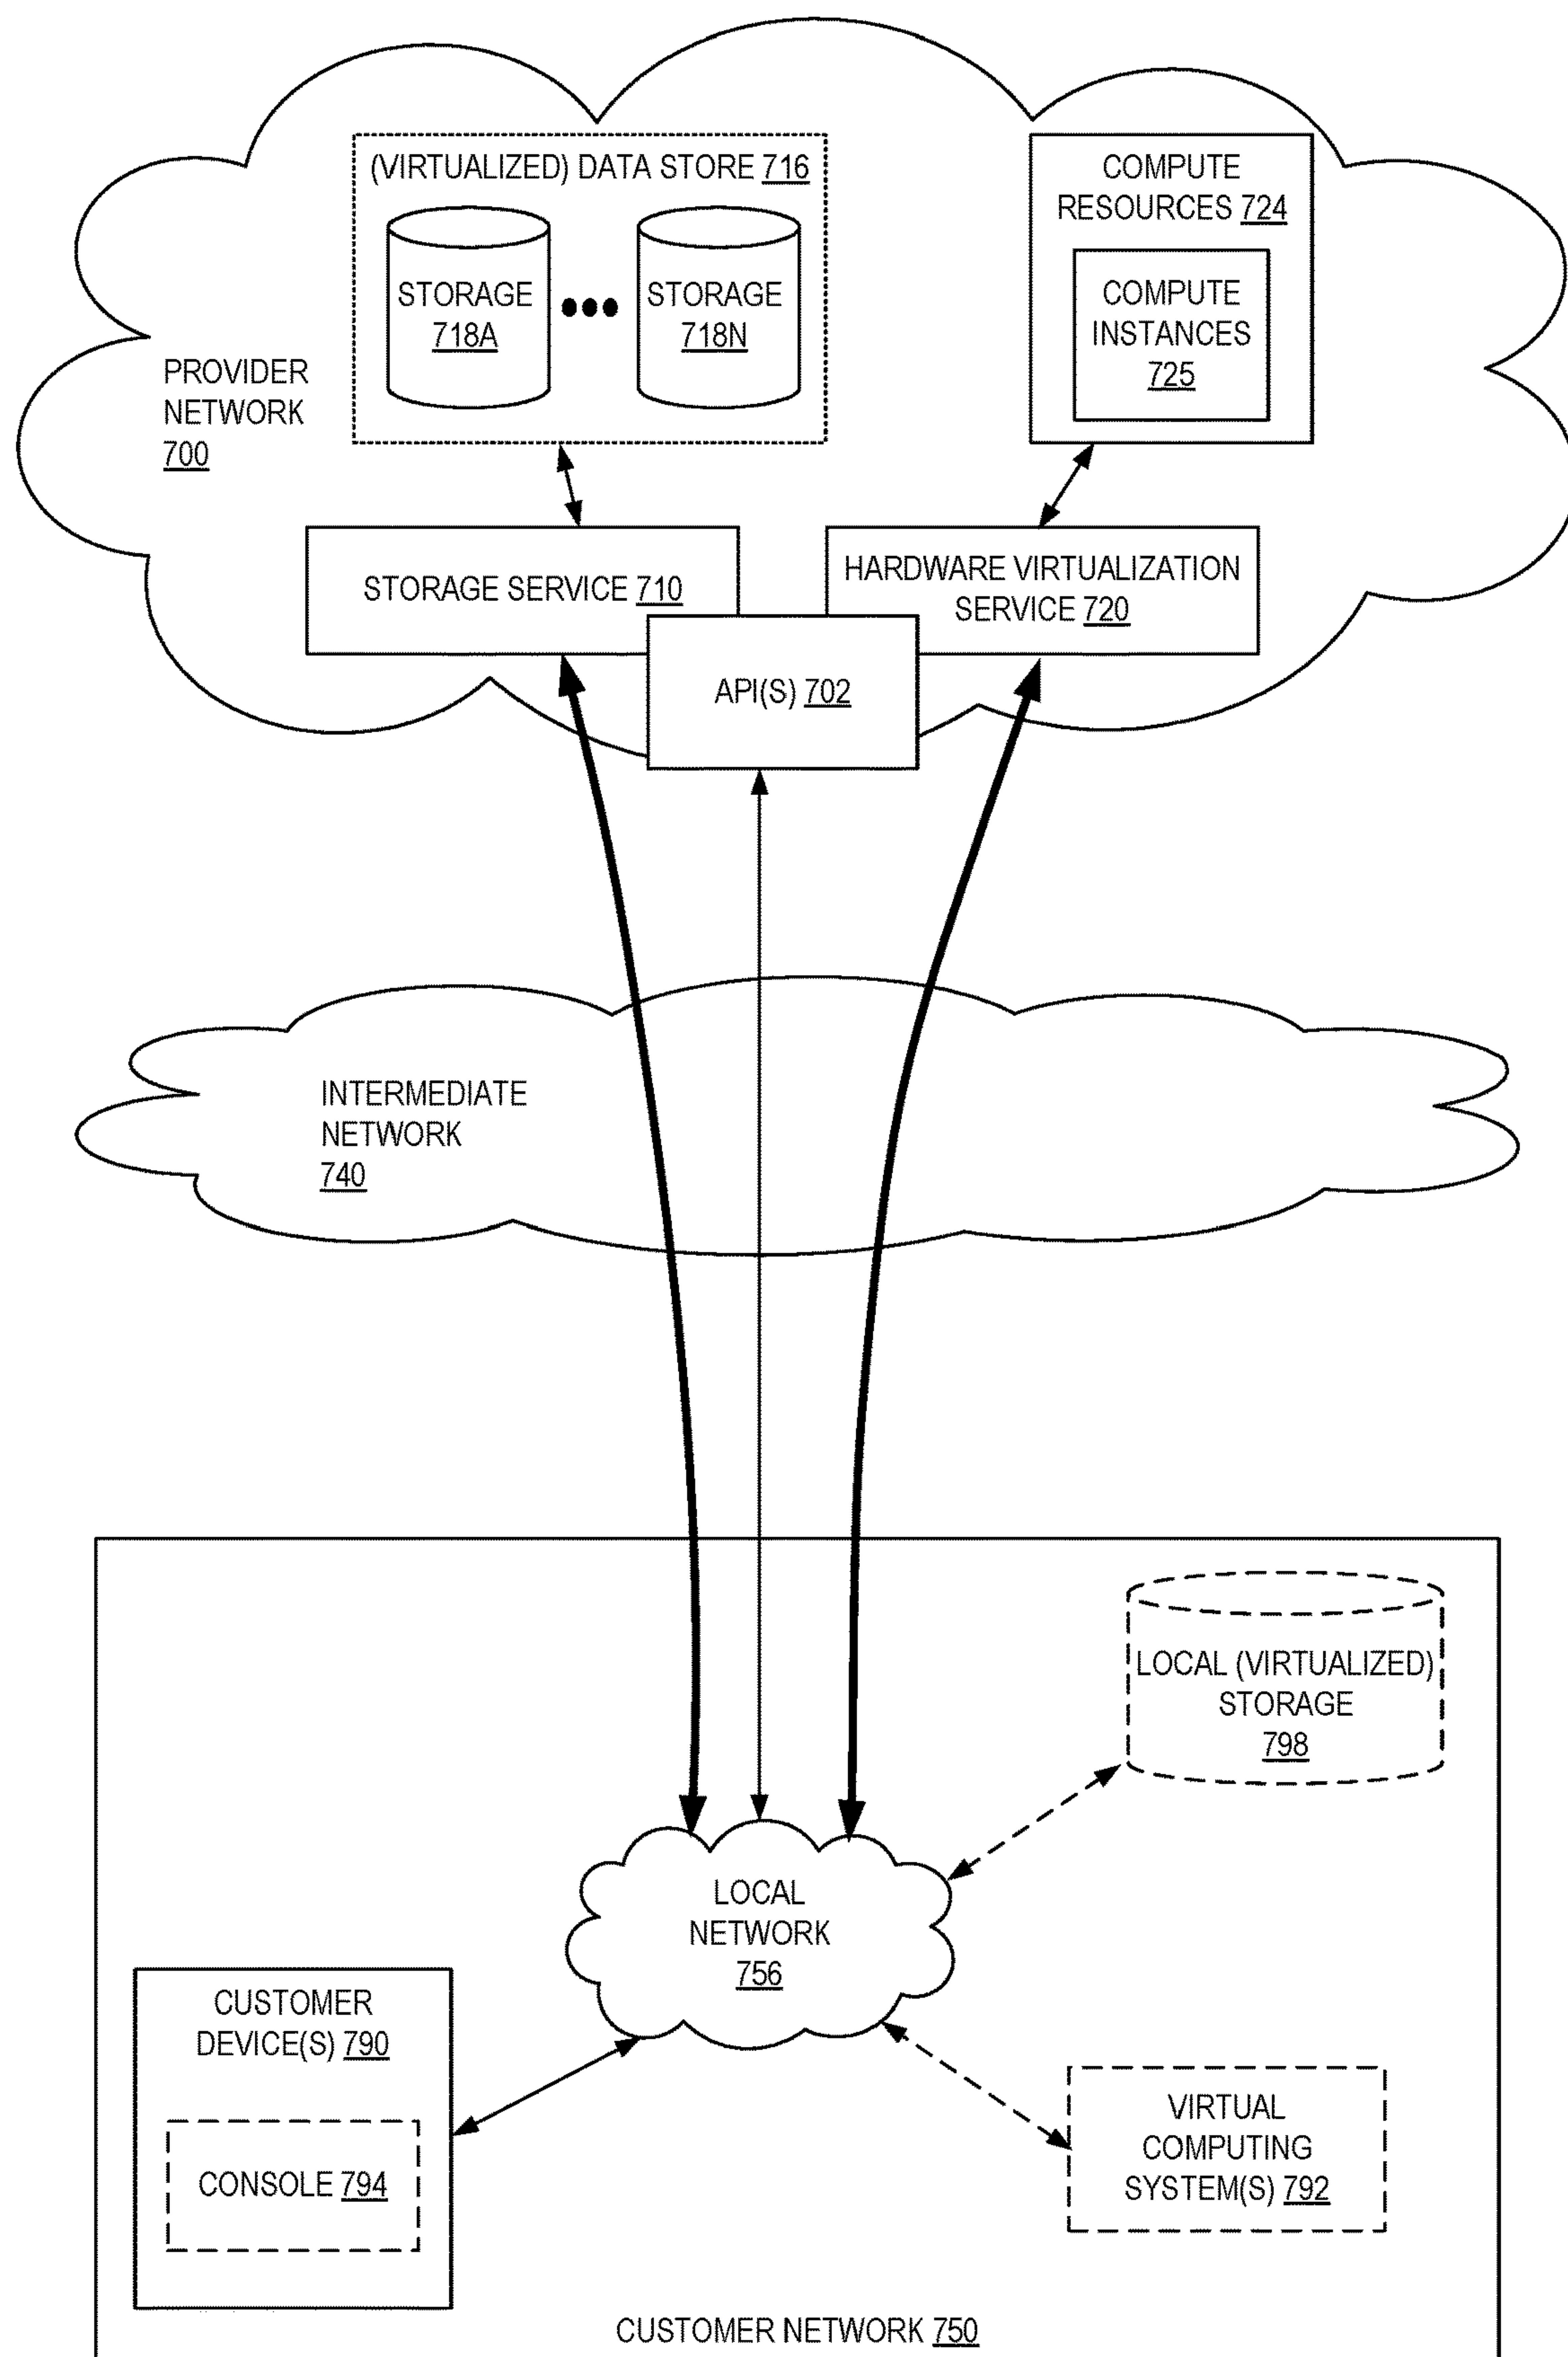 (VIRTUALIZED) DATA STORE 716
STORAGE
718A
STORAGE
718N
COMPUTE
RESOURCES 724
COMPUTE
INSTANCES
725
PROVIDER
NETWORK
700
STORAGE SERVICE 710
HARDWARE VIRTUALIZATION
SERVICE 720
API(S) 702
INTERMEDIATE
NETWORK
740
LOCAL (VIRTUALIZED)
STORAGE
798
LOCAL
NETWORK
756
CUSTOMER
DEVICE(S) 790
CONSOLE 794
VIRTUAL
COMPUTING
SYSTEM(S) 792
CUSTOMER NETWORK 750